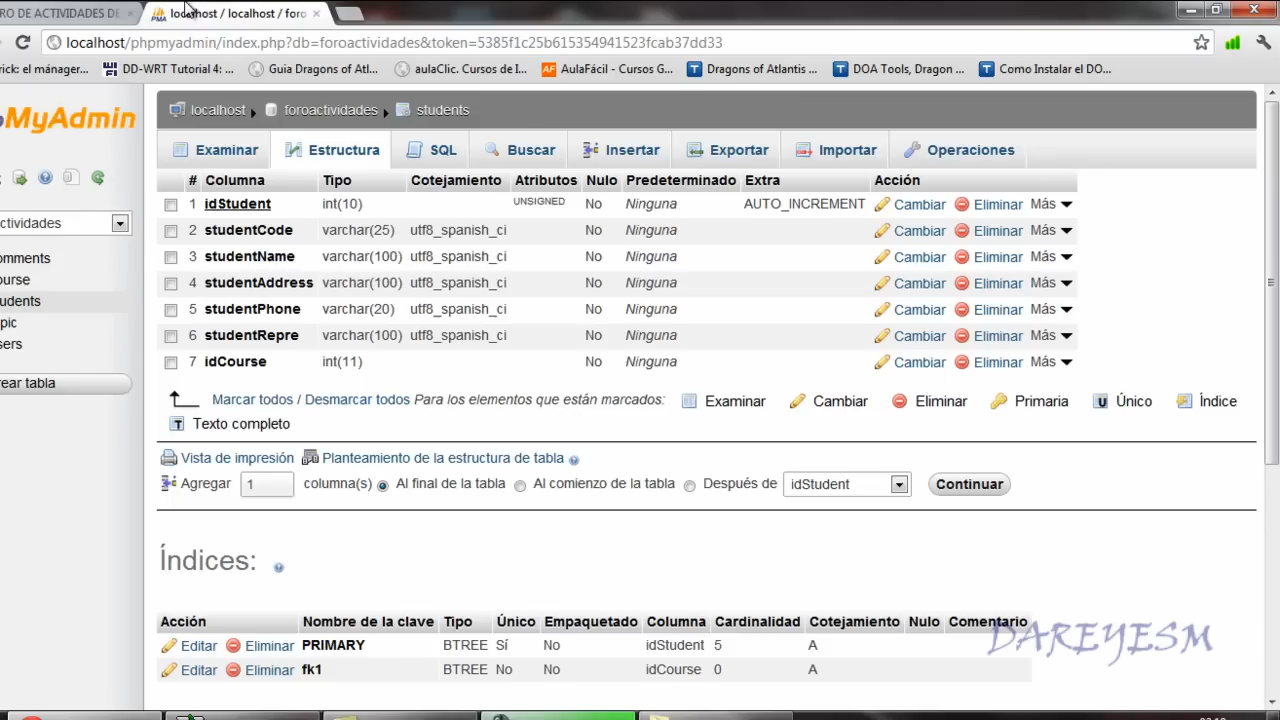 RO DE ACTIVIDADES DE
localhost / localhost / foro
localhost/phpmyadmin/index.php?db=foroactividades&token=5385f1c25b615354941523fcab37dd33
rick: el mánager... DD-WRT Tutorial 4: ... Guia Dragons of Atl... aulaClic. Cursos de I... AulaFácil - Cursos G... Dragons of Atlantis ... DOA Tools, Dragon ... Como Instalar el DO...
MyAdmin
localhost foroactividades students
Examinar Estructura SQL Buscar Insertar Exportar Importar Operaciones
ctividades
omments
ourse
udents
pic
sers
rear tabla
# Columna Tipo Cotejamiento Atributos Nulo Predeterminado Extra Acción
1 idStudent int(10) UNSIGNED No Ninguna AUTO_INCREMENT Cambiar Eliminar Más
2 studentCode varchar(25) utf8_spanish_ci No Ninguna Cambiar Eliminar Más
3 studentName varchar(100) utf8_spanish_ci No Ninguna Cambiar Eliminar Más
4 studentAddress varchar(100) utf8_spanish_ci No Ninguna Cambiar Eliminar Más
5 studentPhone varchar(20) utf8_spanish_ci No Ninguna Cambiar Eliminar Más
6 studentRepre varchar(100) utf8_spanish_ci No Ninguna Cambiar Eliminar Más
7 idCourse int(11) No Ninguna Cambiar Eliminar Más
Marcar todos / Desmarcar todos Para los elementos que están marcados: Examinar Cambiar Eliminar Primaria Único Índice
Texto completo
Vista de impresión Planteamiento de la estructura de tabla
Agregar 1 columna(s) Al final de la tabla Al comienzo de la tabla Después de idStudent Continuar
Índices:
Acción Nombre de la clave Tipo Único Empaquetado Columna Cardinalidad Cotejamiento Nulo Comentario
Editar Eliminar PRIMARY BTREE Sí No idStudent 5 A
Editar Eliminar fk1 BTREE No No idCourse 0 A
DAREYESM